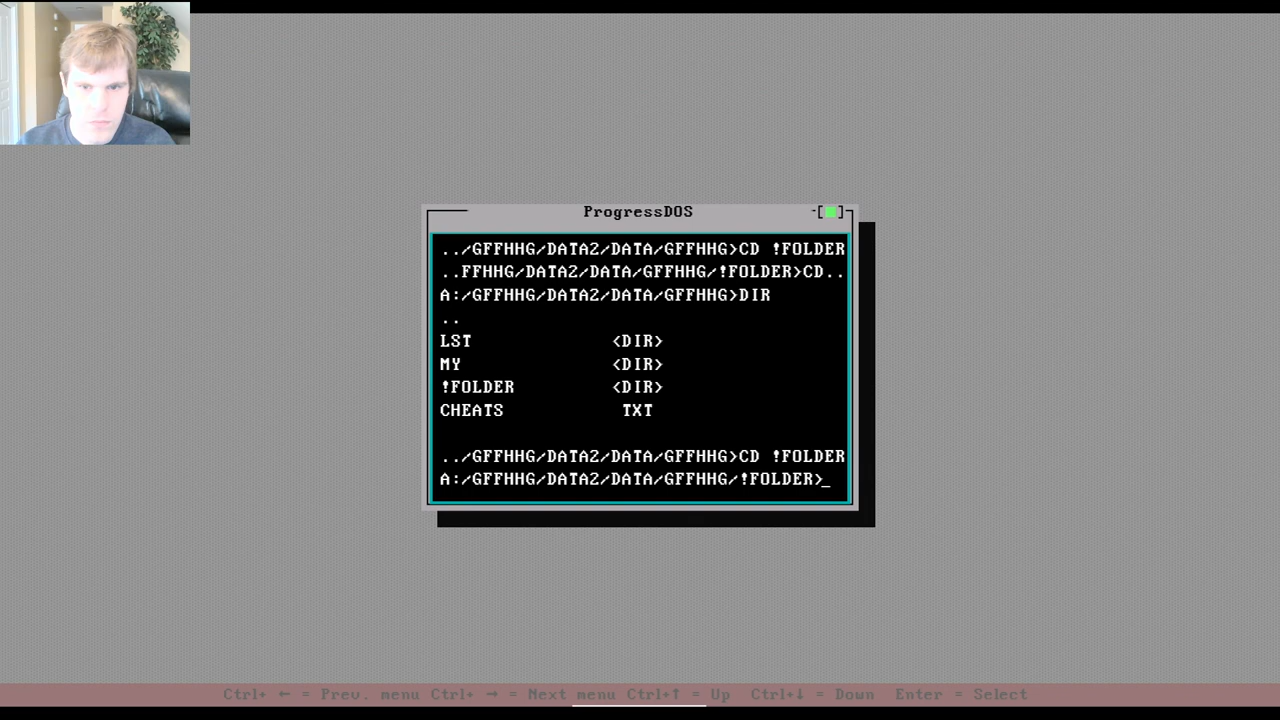 ProgressDOS
-[■]
../GFFHHG/DATA2/DATA/GFFHHG>CD !FOLDER
..FFHHG/DATA2/DATA/GFFHHG/!FOLDER>CD..
A:/GFFHHG/DATA2/DATA/GFFHHG>DIR
..
LST <DIR>
MY <DIR>
!FOLDER <DIR>
CHEATS TXT
../GFFHHG/DATA2/DATA/GFFHHG>CD !FOLDER
A:/GFFHHG/DATA2/DATA/GFFHHG/!FOLDER>_
Ctrl+ ← = Prev. menu Ctrl+ → = Next menu Ctrl+↑ = Up Ctrl+↓ = Down Enter = Select